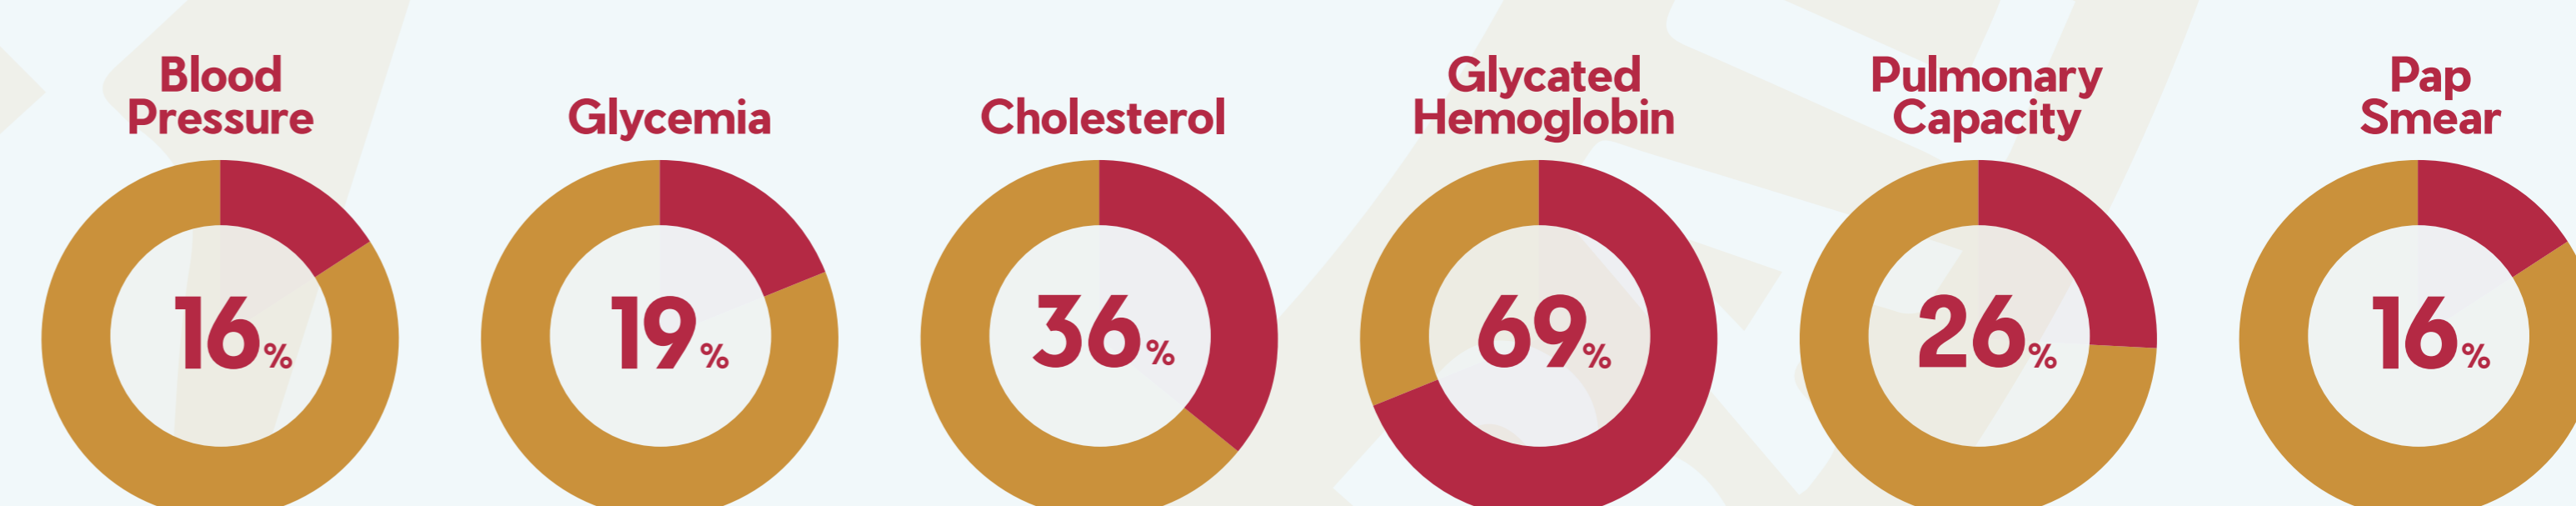 Blood
Pressure
16%
Glycemia
19%
Cholesterol
36%
Glycated
Hemoglobin
69%
Pulmonary
Capacity
26%
Pap
Smear
16%